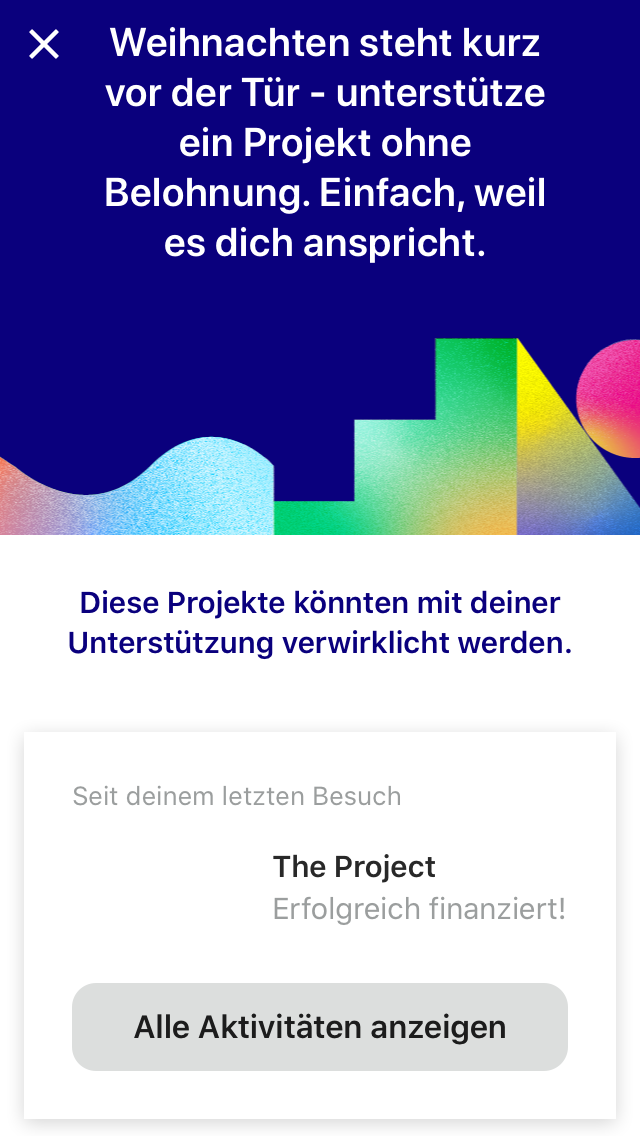 Weihnachten steht kurz
vor der Tür - unterstütze
ein Projekt ohne
Belohnung. Einfach, weil
es dich anspricht.
Diese Projekte könnten mit deiner
Unterstützung verwirklicht werden.
Seit deinem letzten Besuch
The Project
Erfolgreich finanziert!
Alle Aktivitäten anzeigen